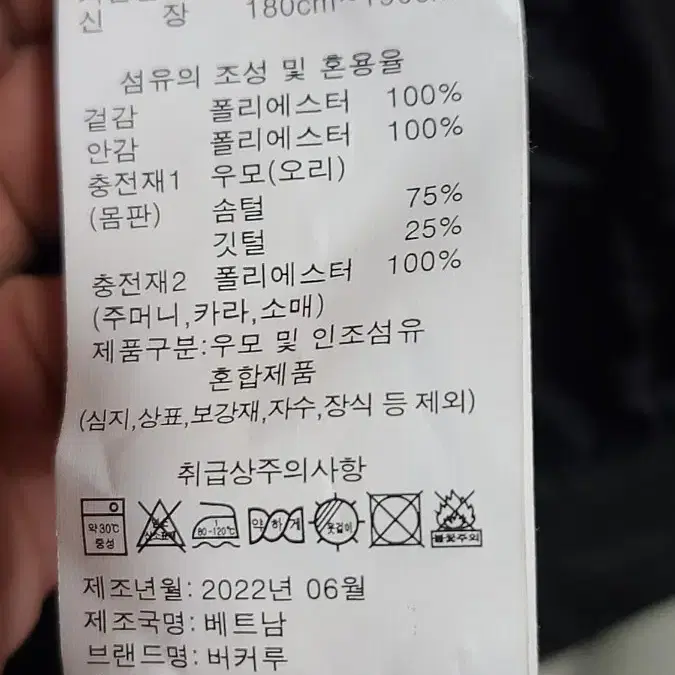 신 장 180cm
섬유의 조성 및 혼용율
겉감 폴리에스터 100%
안감 폴리에스터 100%
충전재1 우모(오리)
(몸판) 솜털 75%
깃털 25%
충전재2 폴리에스터 100%
(주머니,카라,소매)
제품구분:우모 및 인조섬유
혼합제품
(심지,상표,보강재,자수,장식 등 제외)
취급상주의사항
약30℃
중성
80-120℃
약하게
옷걸이
불꽃주의
제조년월: 2022년 06월
제조국명: 베트남
브랜드명: 버커루